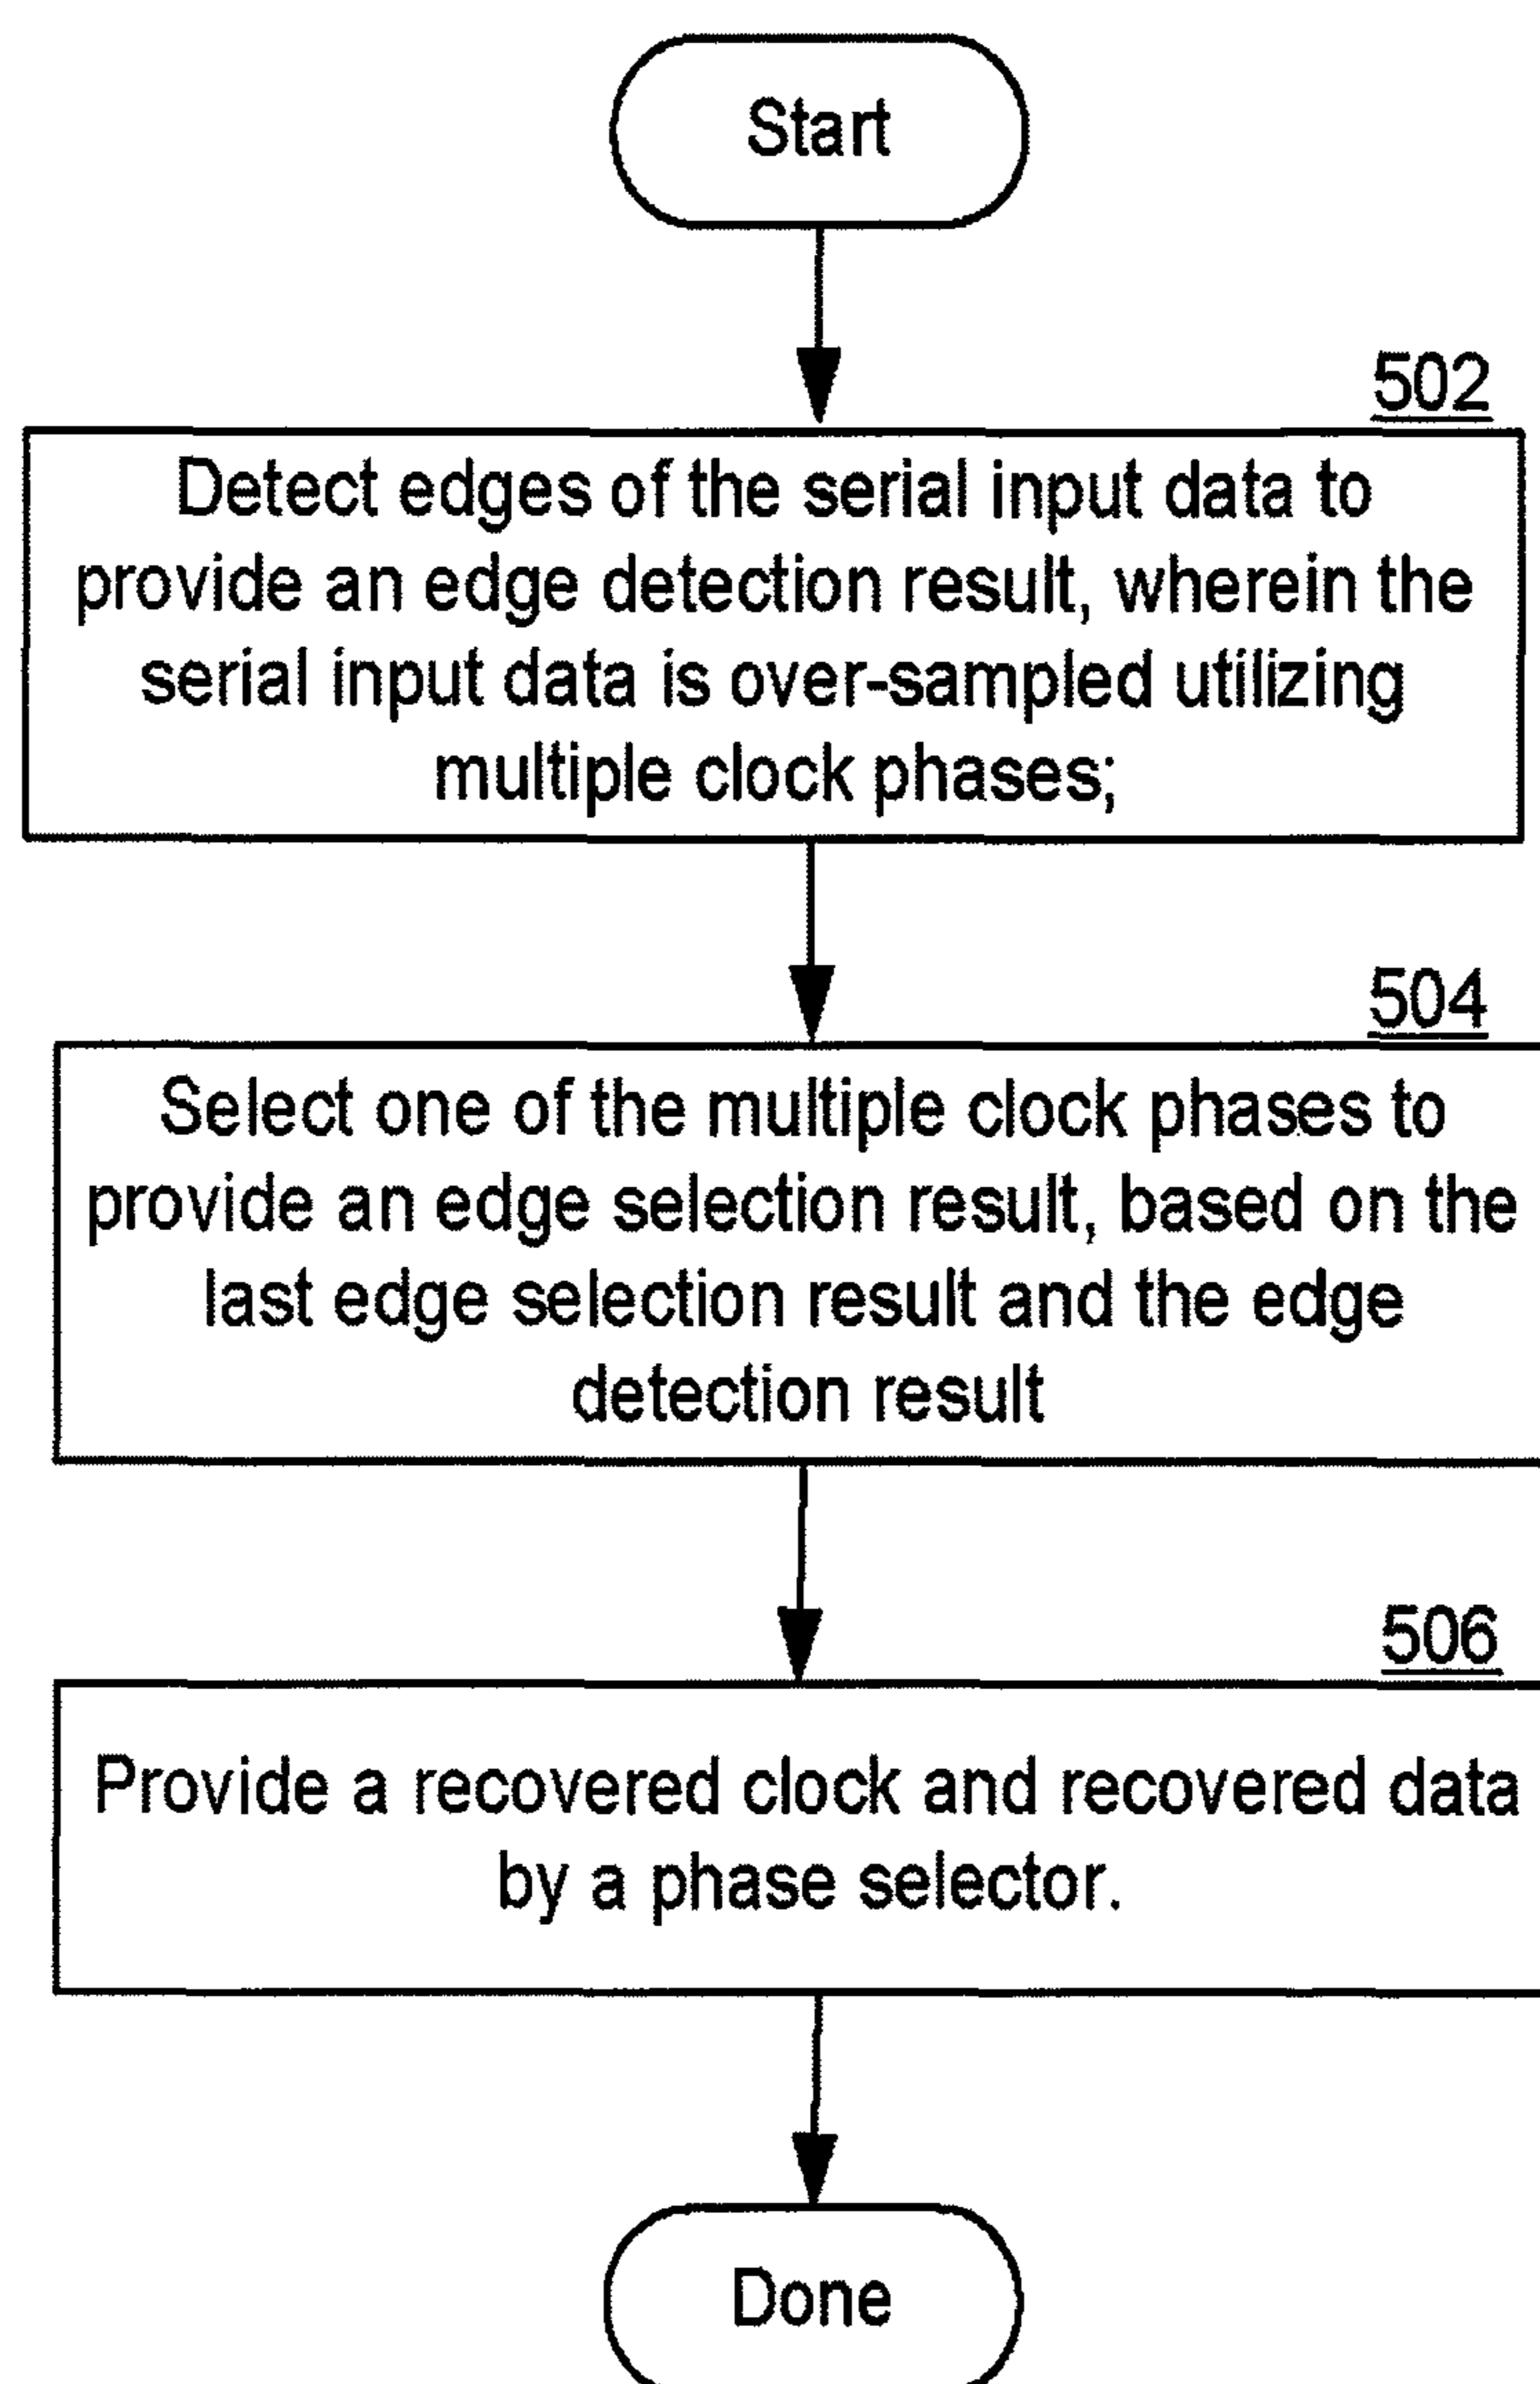 Start
502
Detect edges of the serial input data to
provide an edge detection result, wherein the
serial input data is over-sampled utilizing
multiple clock phases;
504
Select one of the multiple clock phases to
provide an edge selection result, based on the
last edge selection result and the edge
detection result
506
Provide a recovered clock and recovered data
by a phase selector.
Done